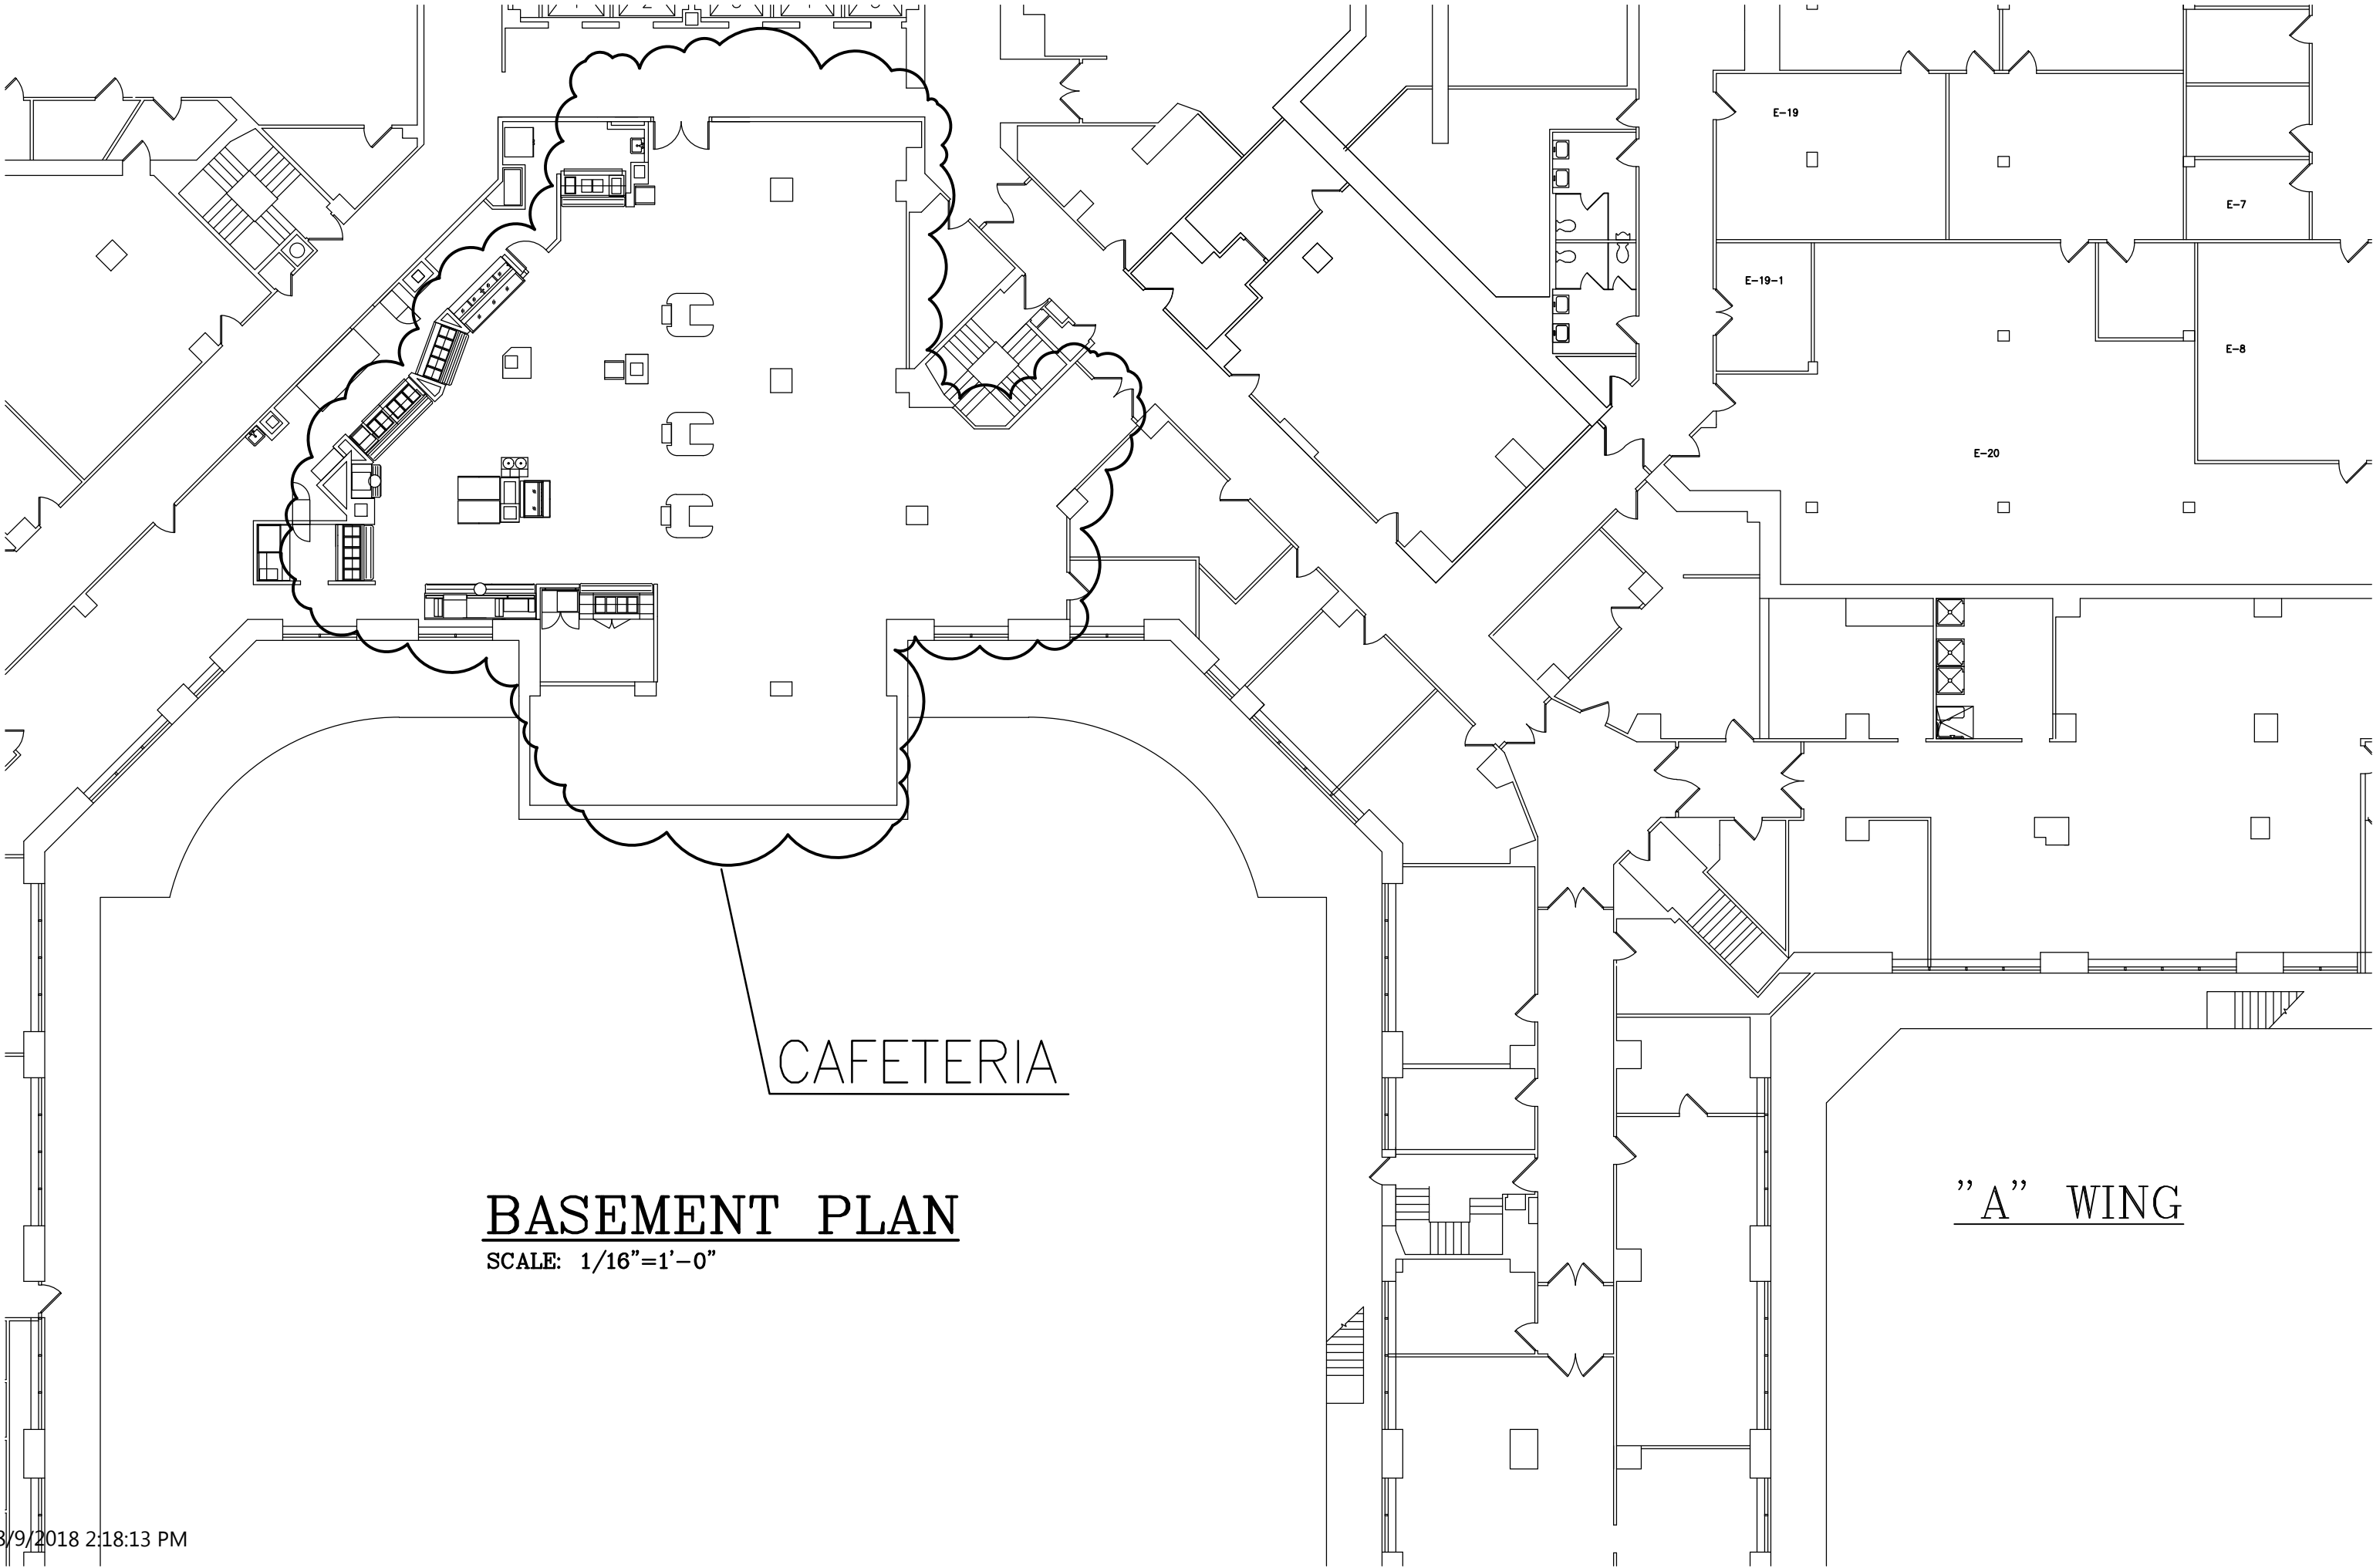 E-19
E-7
E-19-1
E-8
E-20
CAFETERIA
BASEMENT PLAN
SCALE: 1/16"=1'-0"
"A" WING
/9/2018 2:18:13 PM